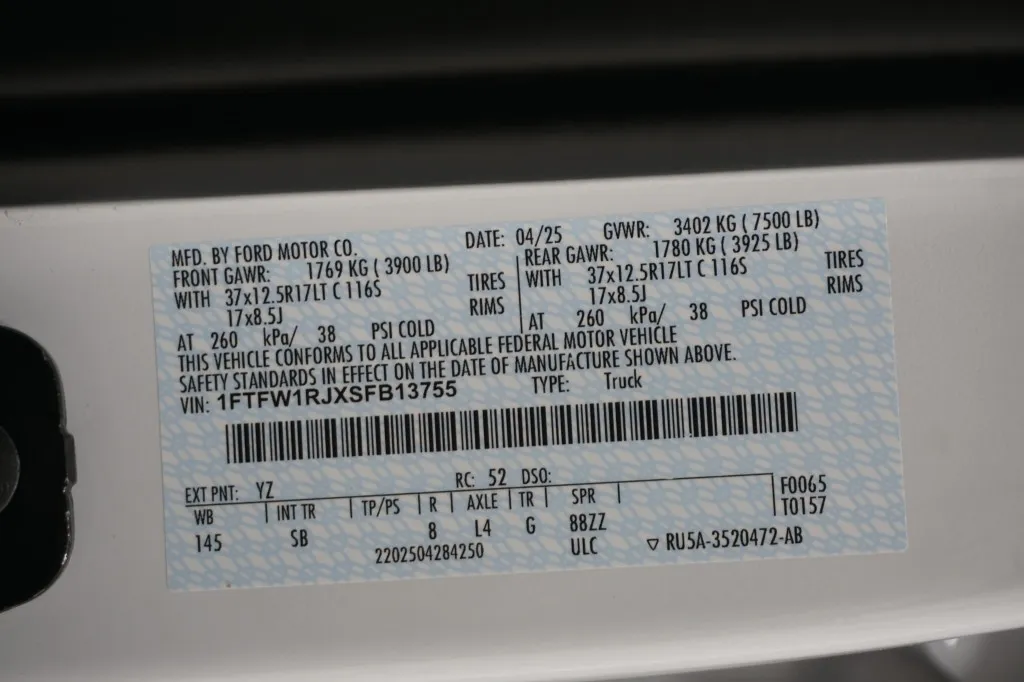 MFD. BY FORD MOTOR CO. DATE: 04/25 GVWR: 3402 KG ( 7500 LB)
FRONT GAWR: 1769 KG ( 3900 LB) REAR GAWR: 1780 KG ( 3925 LB)
WITH 37x12.5R17LT C 116S TIRES WITH 37x12.5R17LT C 116S TIRES
17x8.5J RIMS 17x8.5J RIMS
AT 260 kPa/ 38 PSI COLD AT 260 kPa/ 38 PSI COLD
THIS VEHICLE CONFORMS TO ALL APPLICABLE FEDERAL MOTOR VEHICLE
SAFETY STANDARDS IN EFFECT ON THE DATE OF MANUFACTURE SHOWN ABOVE.
VIN: 1FTFW1RJXSFB13755 TYPE: Truck
EXT PNT: YZ RC: 52 DSO:
WB INT TR TP/PS R AXLE TR SPR F0065
145 SB 8 L4 G 88ZZ T0157
2202504284250 ULC ▽ RU5A-3520472-AB